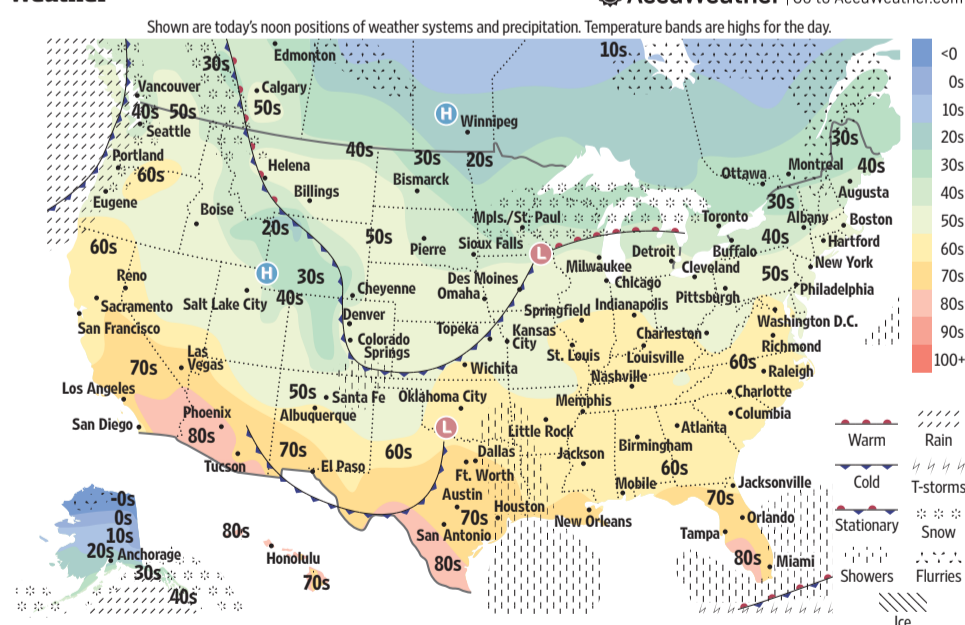 Weather
AccuWeather | Go to AccuWeather.com
Shown are today's noon positions of weather systems and precipitation. Temperature bands are highs for the day.
30s
Edmonton
10s
<0
Vancouver
Calgary
0s
40s
50s
50s
H
10s
Seattle
Winnipeg
20s
Portland
40s
30s
20s
30s
40s
30s
60s
Helena
Bismarck
Ottawa
Montreal
40s
Eugene
Billings
30s
Augusta
Boise
20s
Mpls./St. Paul
Toronto
Albany
Boston
50s
60s
50s
Pierre
Sioux Falls
L
Detroit
Buffalo
40s
Hartford
60s
Reno
H
30s
Des Moines
Milwaukee
Cleveland
50s
New York
70s
Sacramento
Salt Lake City
40s
Cheyenne
Omaha
Chicago
Pittsburgh
Philadelphia
80s
San Francisco
Denver
Springfield
Indianapolis
Washington D.C.
90s
Colorado
Springs
Topeka
Kansas
City
Charleston
Richmond
100+
Las
Vegas
70s
Wichita
St. Louis
Louisville
60s
Raleigh
Los Angeles
50s
Santa Fe
Oklahoma City
Nashville
Charlotte
San Diego
Phoenix
Albuquerque
Memphis
Columbia
80s
L
Little Rock
Atlanta
Tucson
70s
60s
Dallas
Jackson
Birmingham
El Paso
Ft. Worth
60s
Austin
Mobile
Jacksonville
-0s
70s
Houston
70s
0s
San Antonio
New Orleans
Orlando
10s
80s
Tampa
20s
Anchorage
Honolulu
80s
80s
Miami
30s
70s
40s
Warm
Rain
Cold
T-storms
Stationary
Snow
Showers
Flurries
Ice